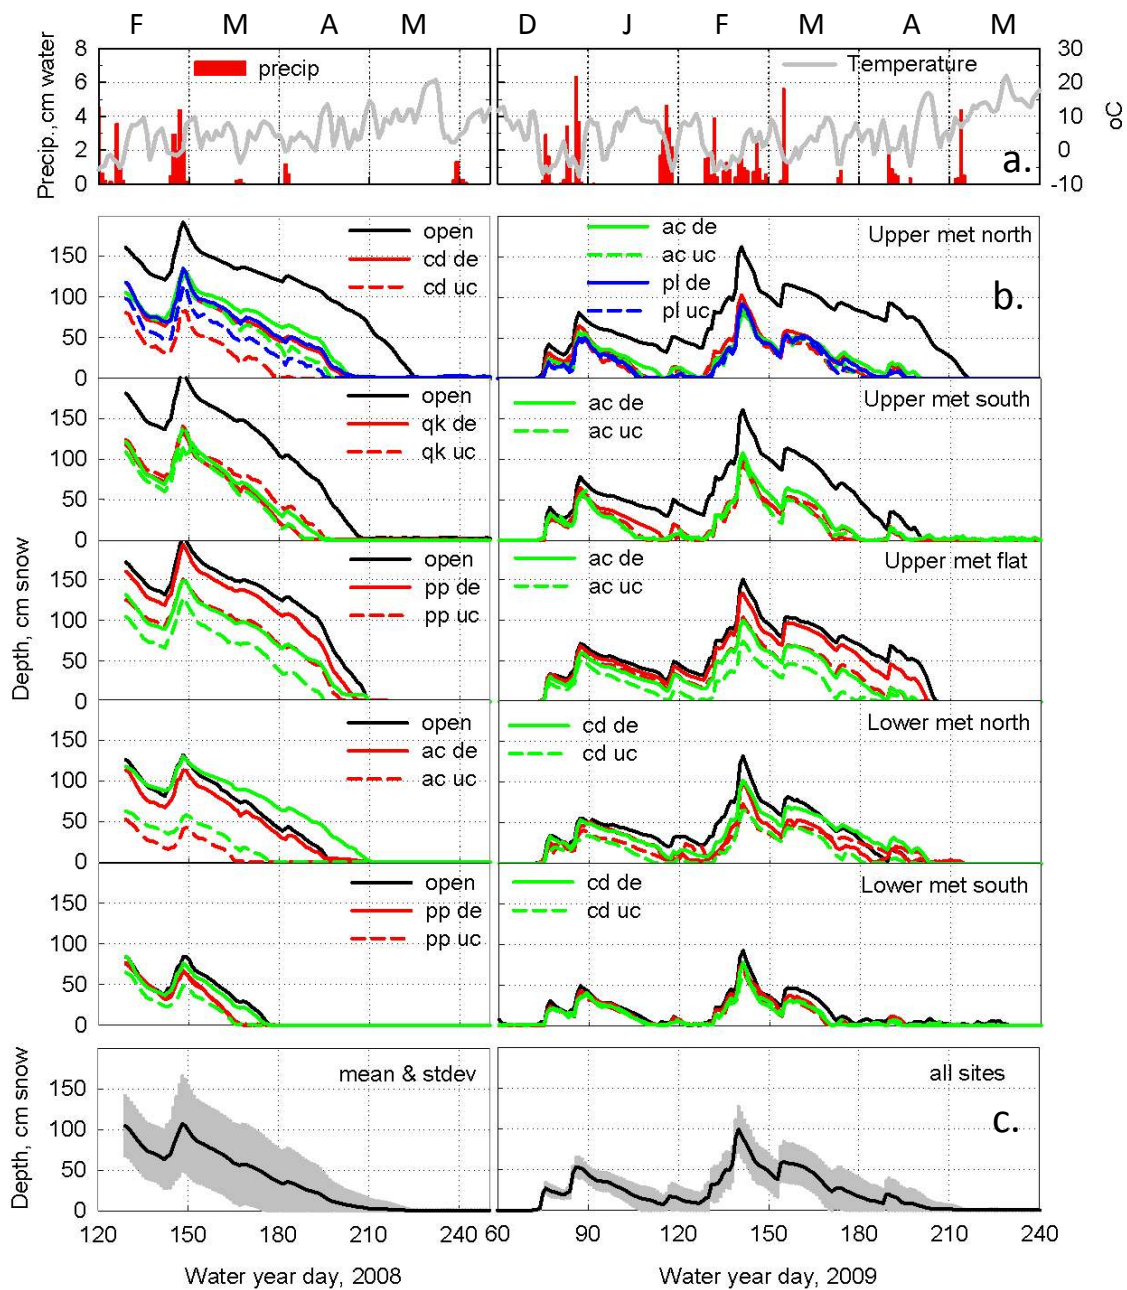 F M A M D J F M A M
8 precip Temperature 30
6 20
4 10
2 0
0 -10
Precip., cm water
oC
a.
150 open ac de Upper met north
cd de ac uc
100 cd uc pl de b.
50 pl uc
0
150 open ac de Upper met south
qk de ac uc
100 qk uc
50
0
150 open ac de Upper met flat
pp de ac uc
100 pp uc
50
0
Depth, cm snow
150 open cd de Lower met north
ac de cd uc
100 ac uc
50
0
150 open cd de Lower met south
pp de cd uc
100 pp uc
50
0
150 mean & stdev all sites
100 c.
50
0
Depth, cm snow
120 150 180 210 240 60 90 120 150 180 210 240
Water year day, 2008 Water year day, 2009